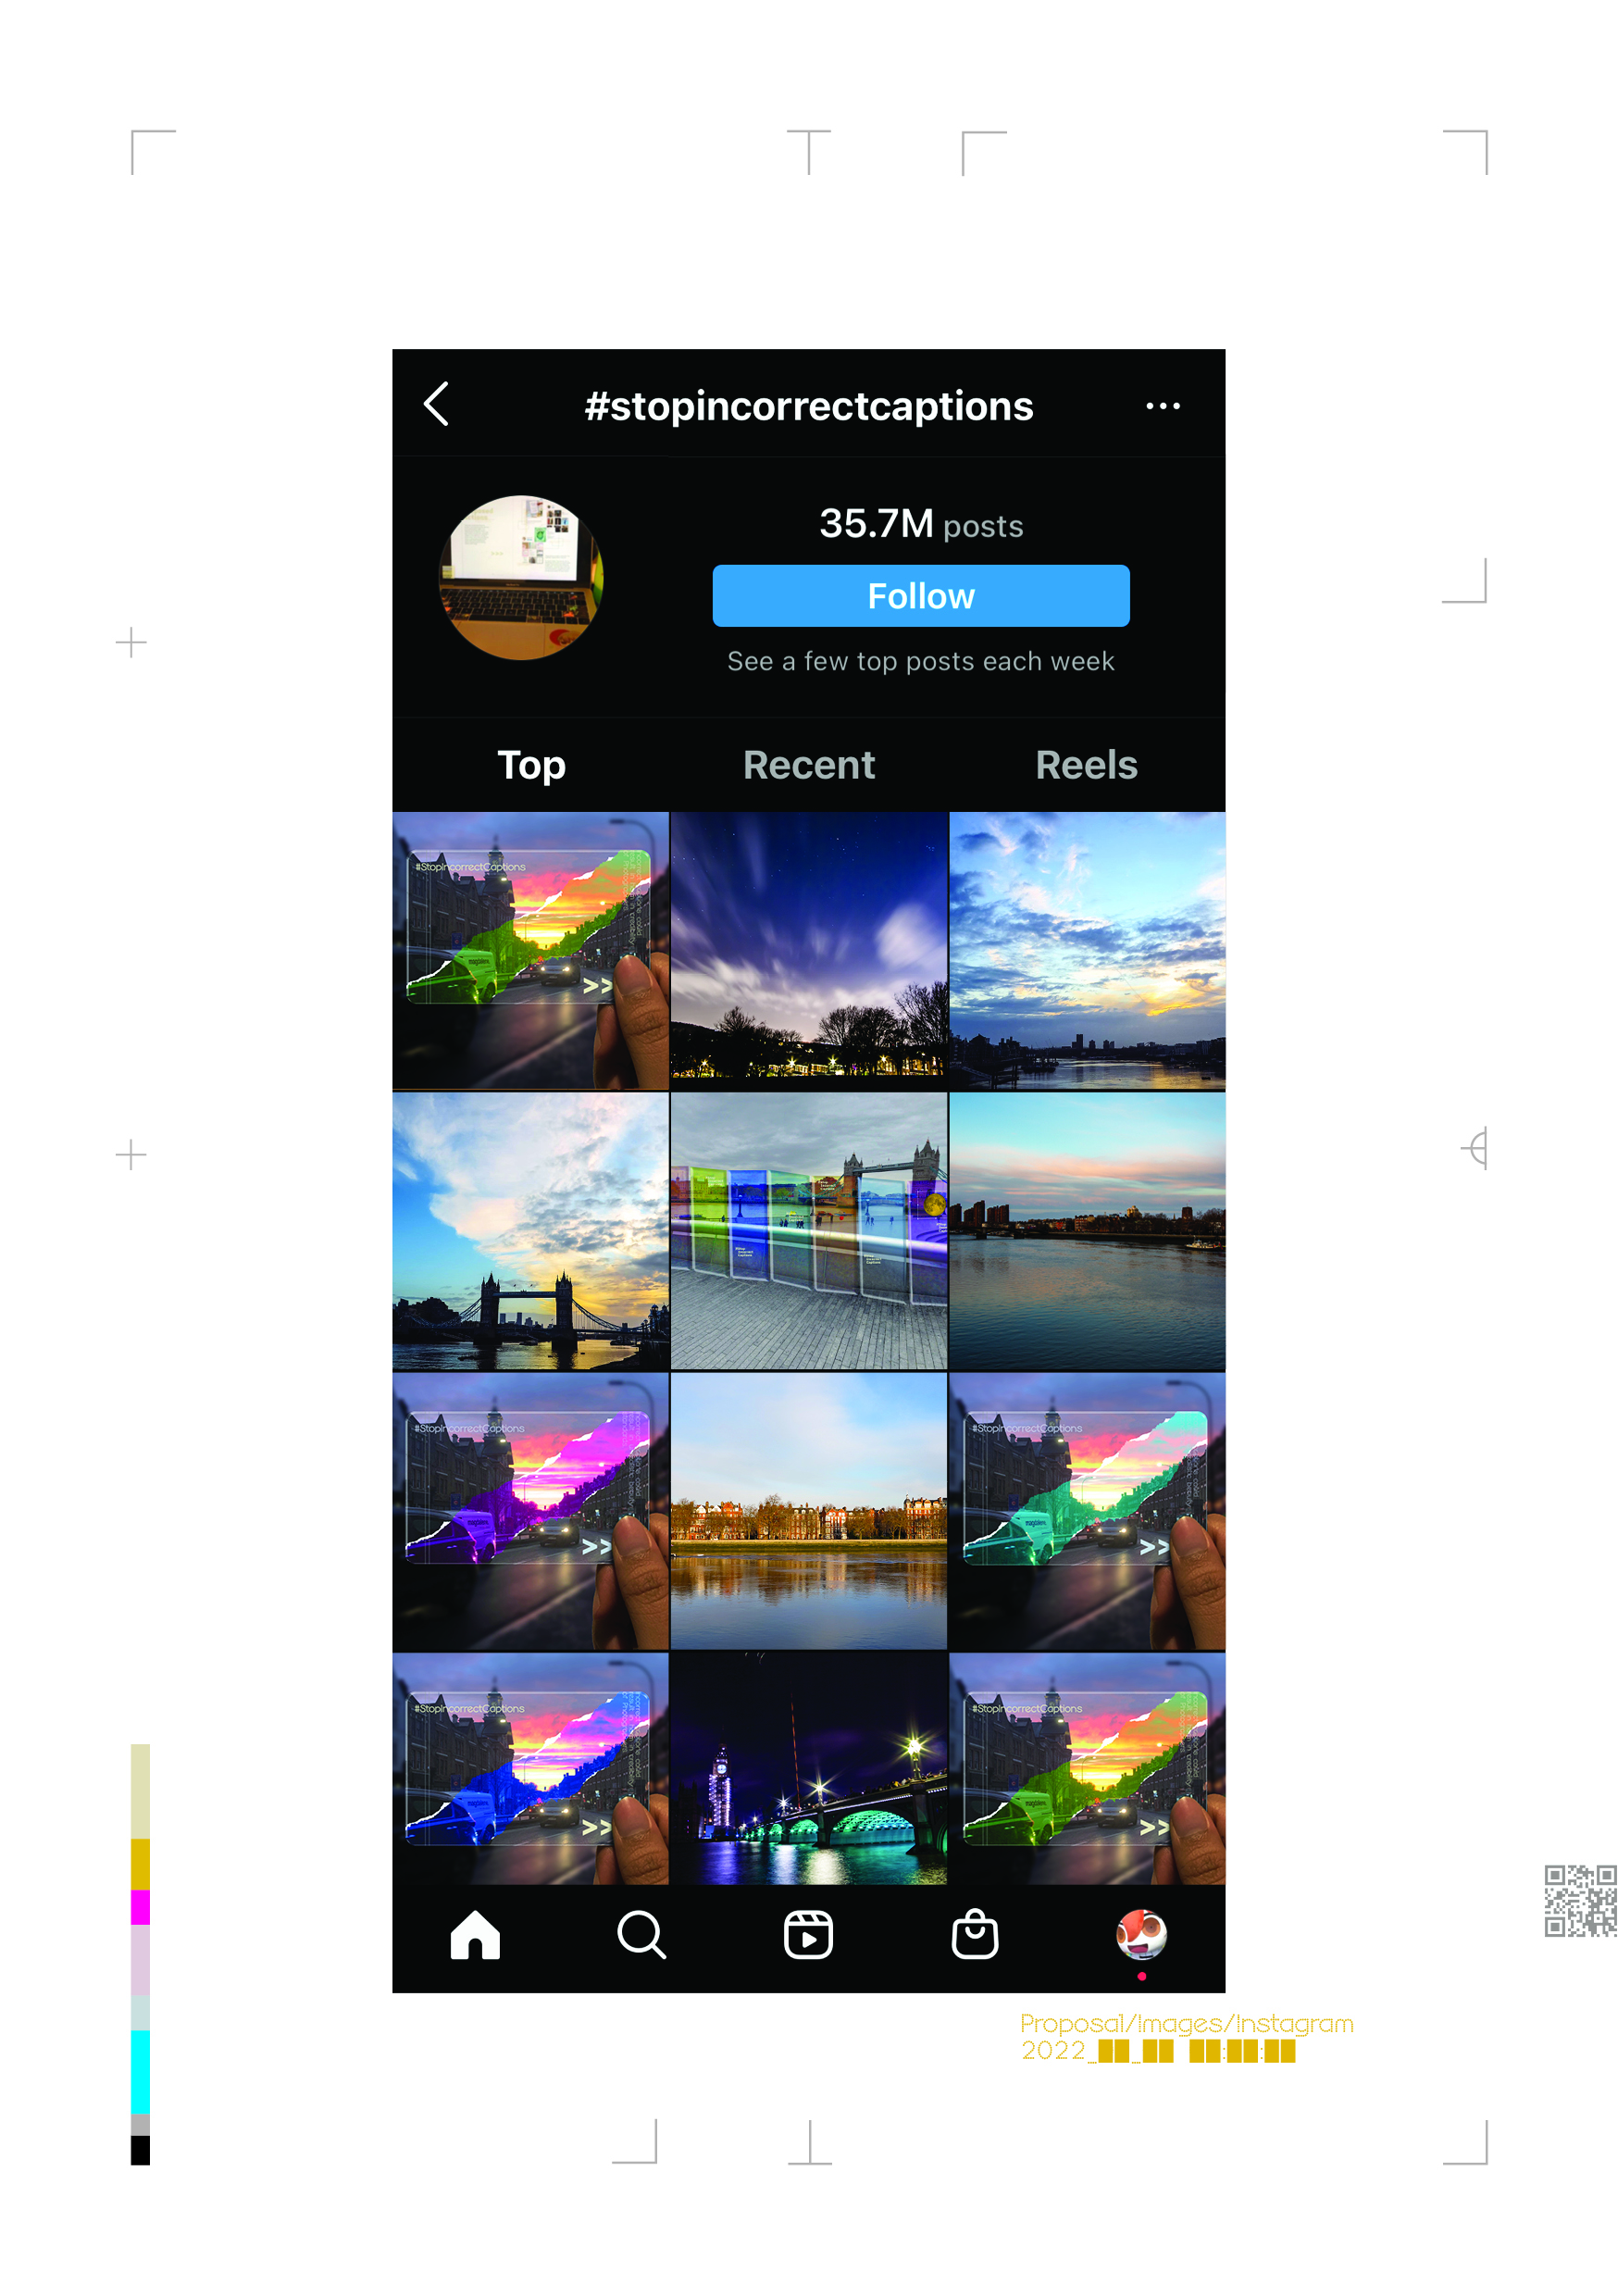 #stopincorrectcaptions
35.7M posts
Follow
See a few top posts each week
Top Recent Reels
#StopIncorrectCaptions
>>
#StopIncorrectCaptions
>>
#StopIncorrectCaptions
>>
#StopIncorrectCaptions
>>
#StopIncorrectCaptions
>>
Proposal/Images/Instagram
2022_██_██ ██:██:██